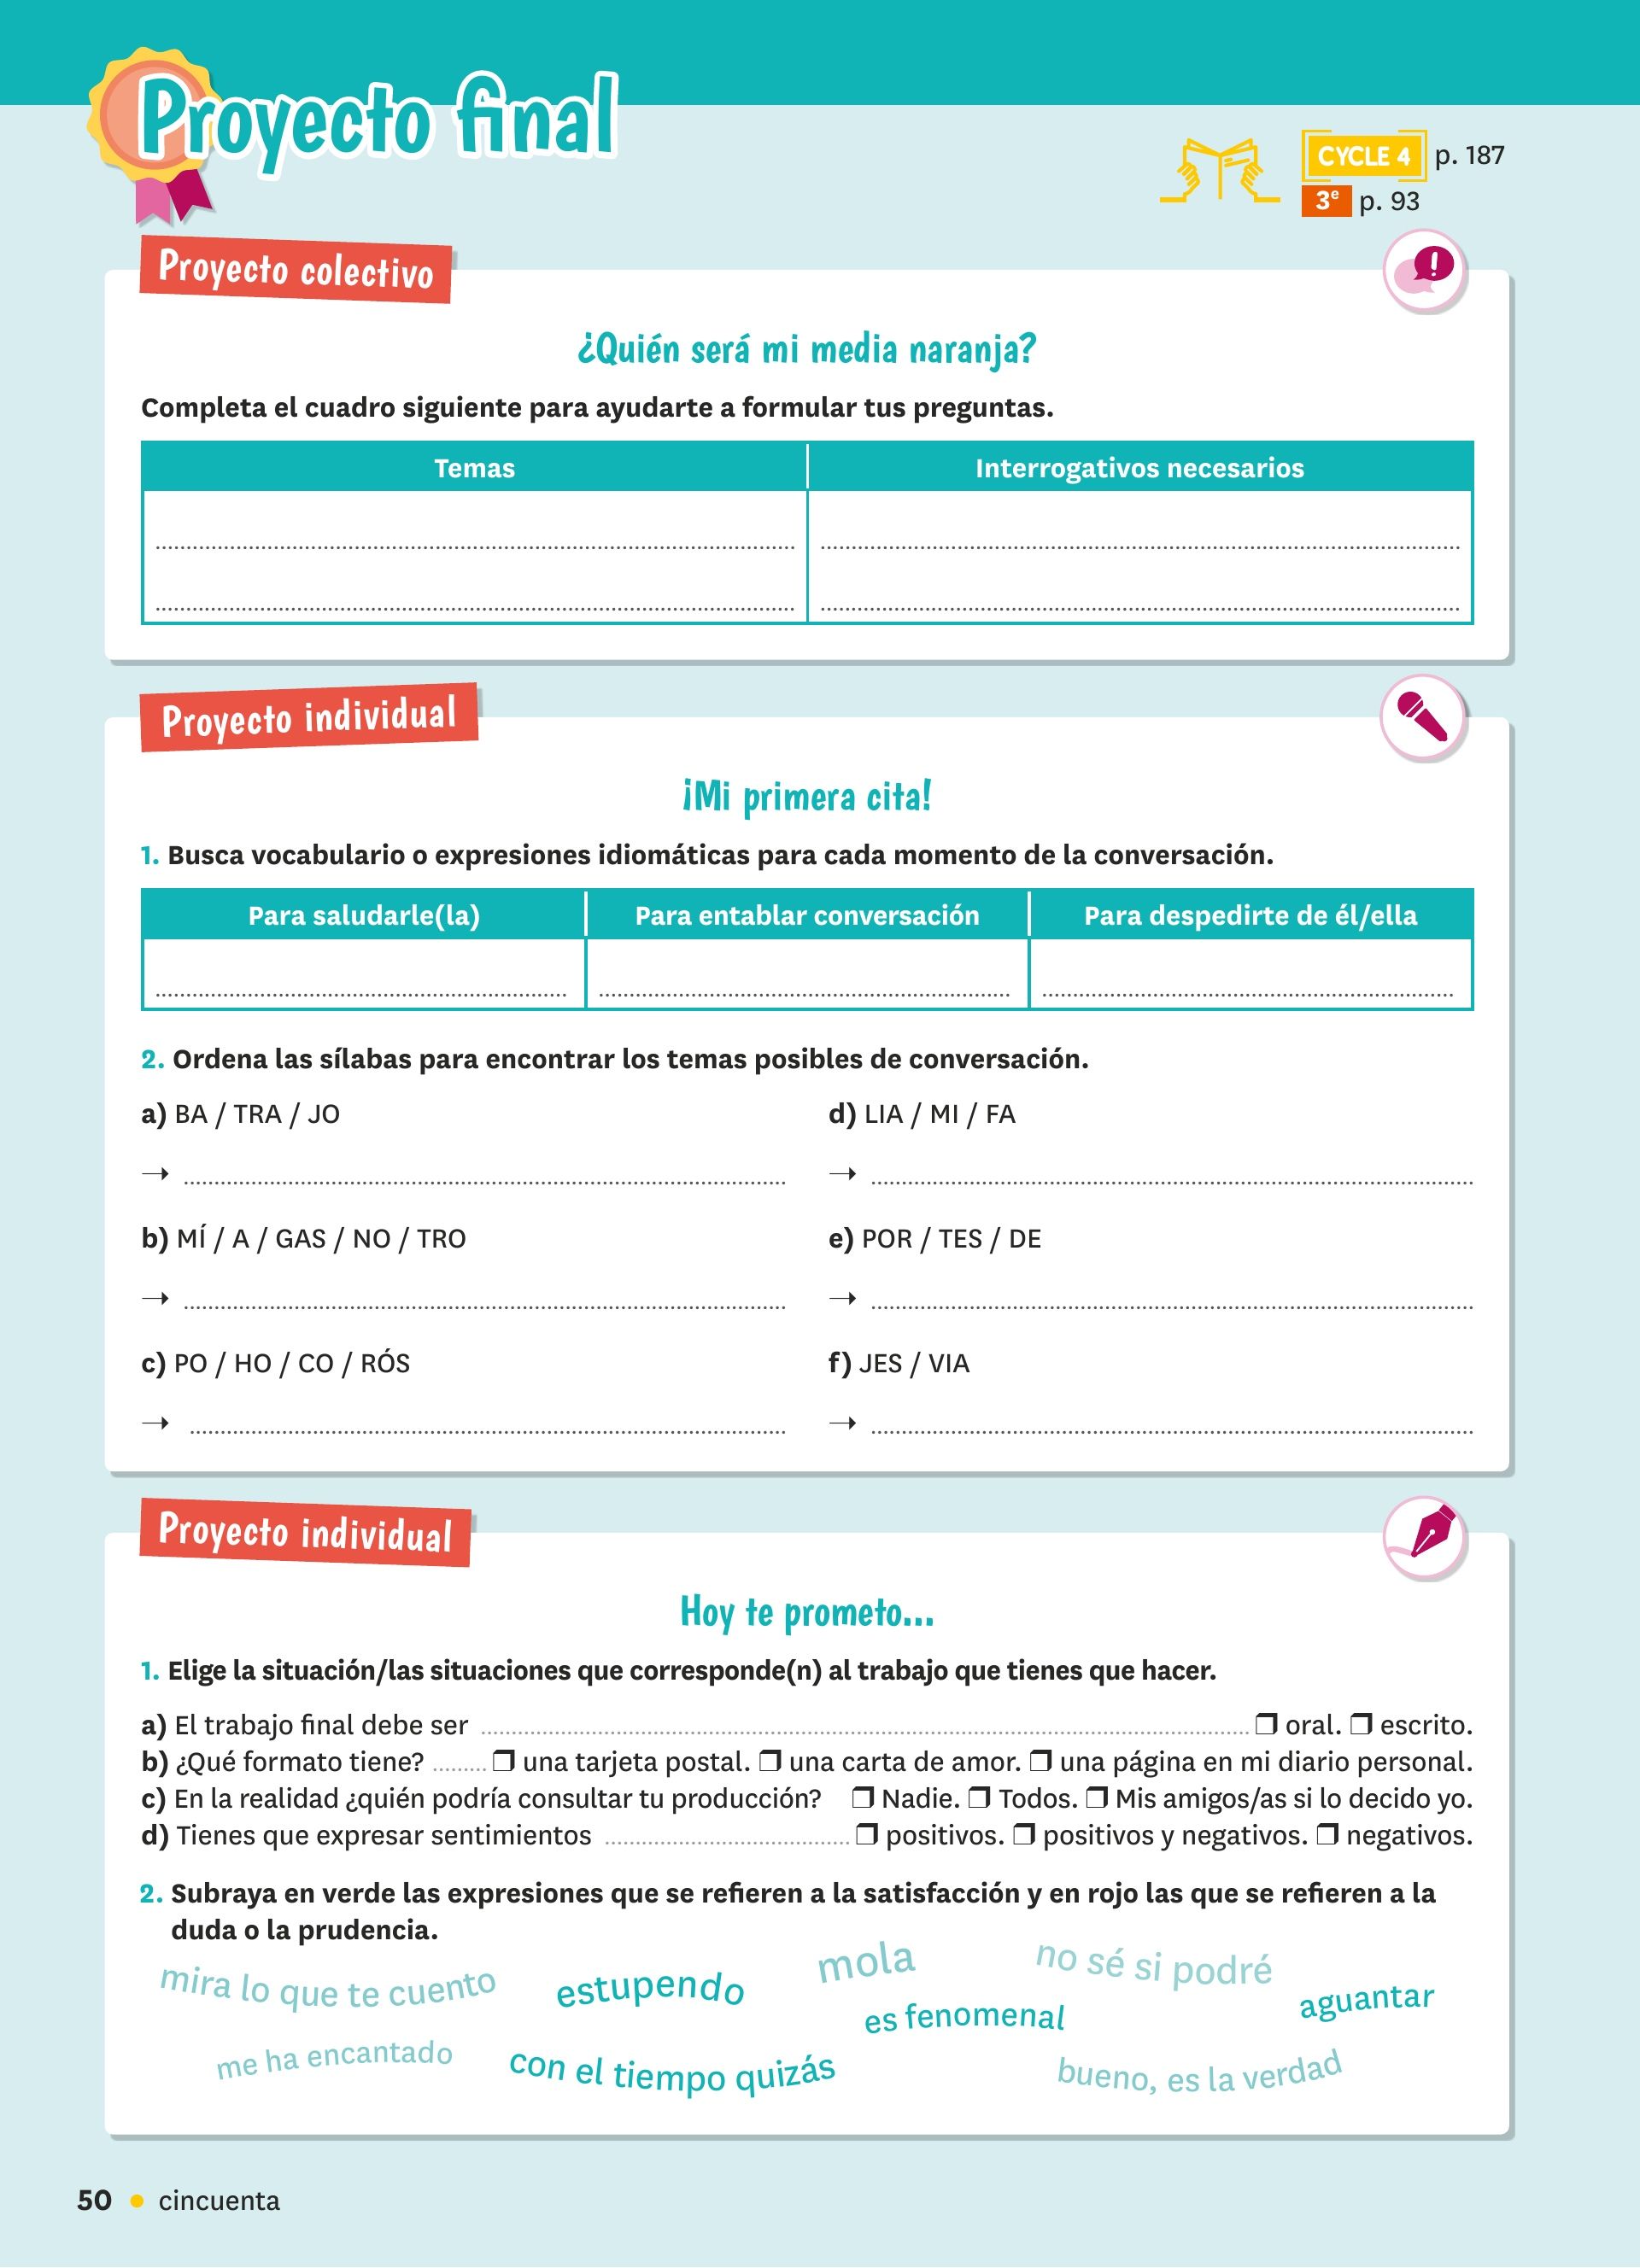 Proyecto final
CYCLE 4 p. 187
3e p. 93
Proyecto colectivo
¿Quién será mi media naranja?
Completa el cuadro siguiente para ayudarte a formular tus preguntas.
Temas Interrogativos necesarios
Proyecto individual
¡Mi primera cita!
1. Busca vocabulario o expresiones idiomáticas para cada momento de la conversación.
Para saludarle(la) Para entablar conversación Para despedirte de él/ella
2. Ordena las sílabas para encontrar los temas posibles de conversación.
a) BA / TRA / JO
d) LIA / MI / FA
→ →
b) MÍ / A / GAS / NO / TRO
e) POR / TES / DE
→ →
c) PO / HO / CO / RÓS
f) JES / VIA
→ →
Proyecto individual
Hoy te prometo...
1. Elige la situación/las situaciones que corresponde(n) al trabajo que tienes que hacer.
a) El trabajo final debe ser ❒ oral. ❒ escrito.
b) ¿Qué formato tiene? ❒ una tarjeta postal. ❒ una carta de amor. ❒ una página en mi diario personal.
c) En la realidad ¿quién podría consultar tu producción? ❒ Nadie. ❒ Todos. ❒ Mis amigos/as si lo decido yo.
d) Tienes que expresar sentimientos ❒ positivos. ❒ positivos y negativos. ❒ negativos.
2. Subraya en verde las expresiones que se refieren a la satisfacción y en rojo las que se refieren a la
duda o la prudencia.
mira lo que te cuento
estupendo
mola
no sé si podré
es fenomenal
aguantar
me ha encantado
con el tiempo quizás
bueno, es la verdad
50 • cincuenta